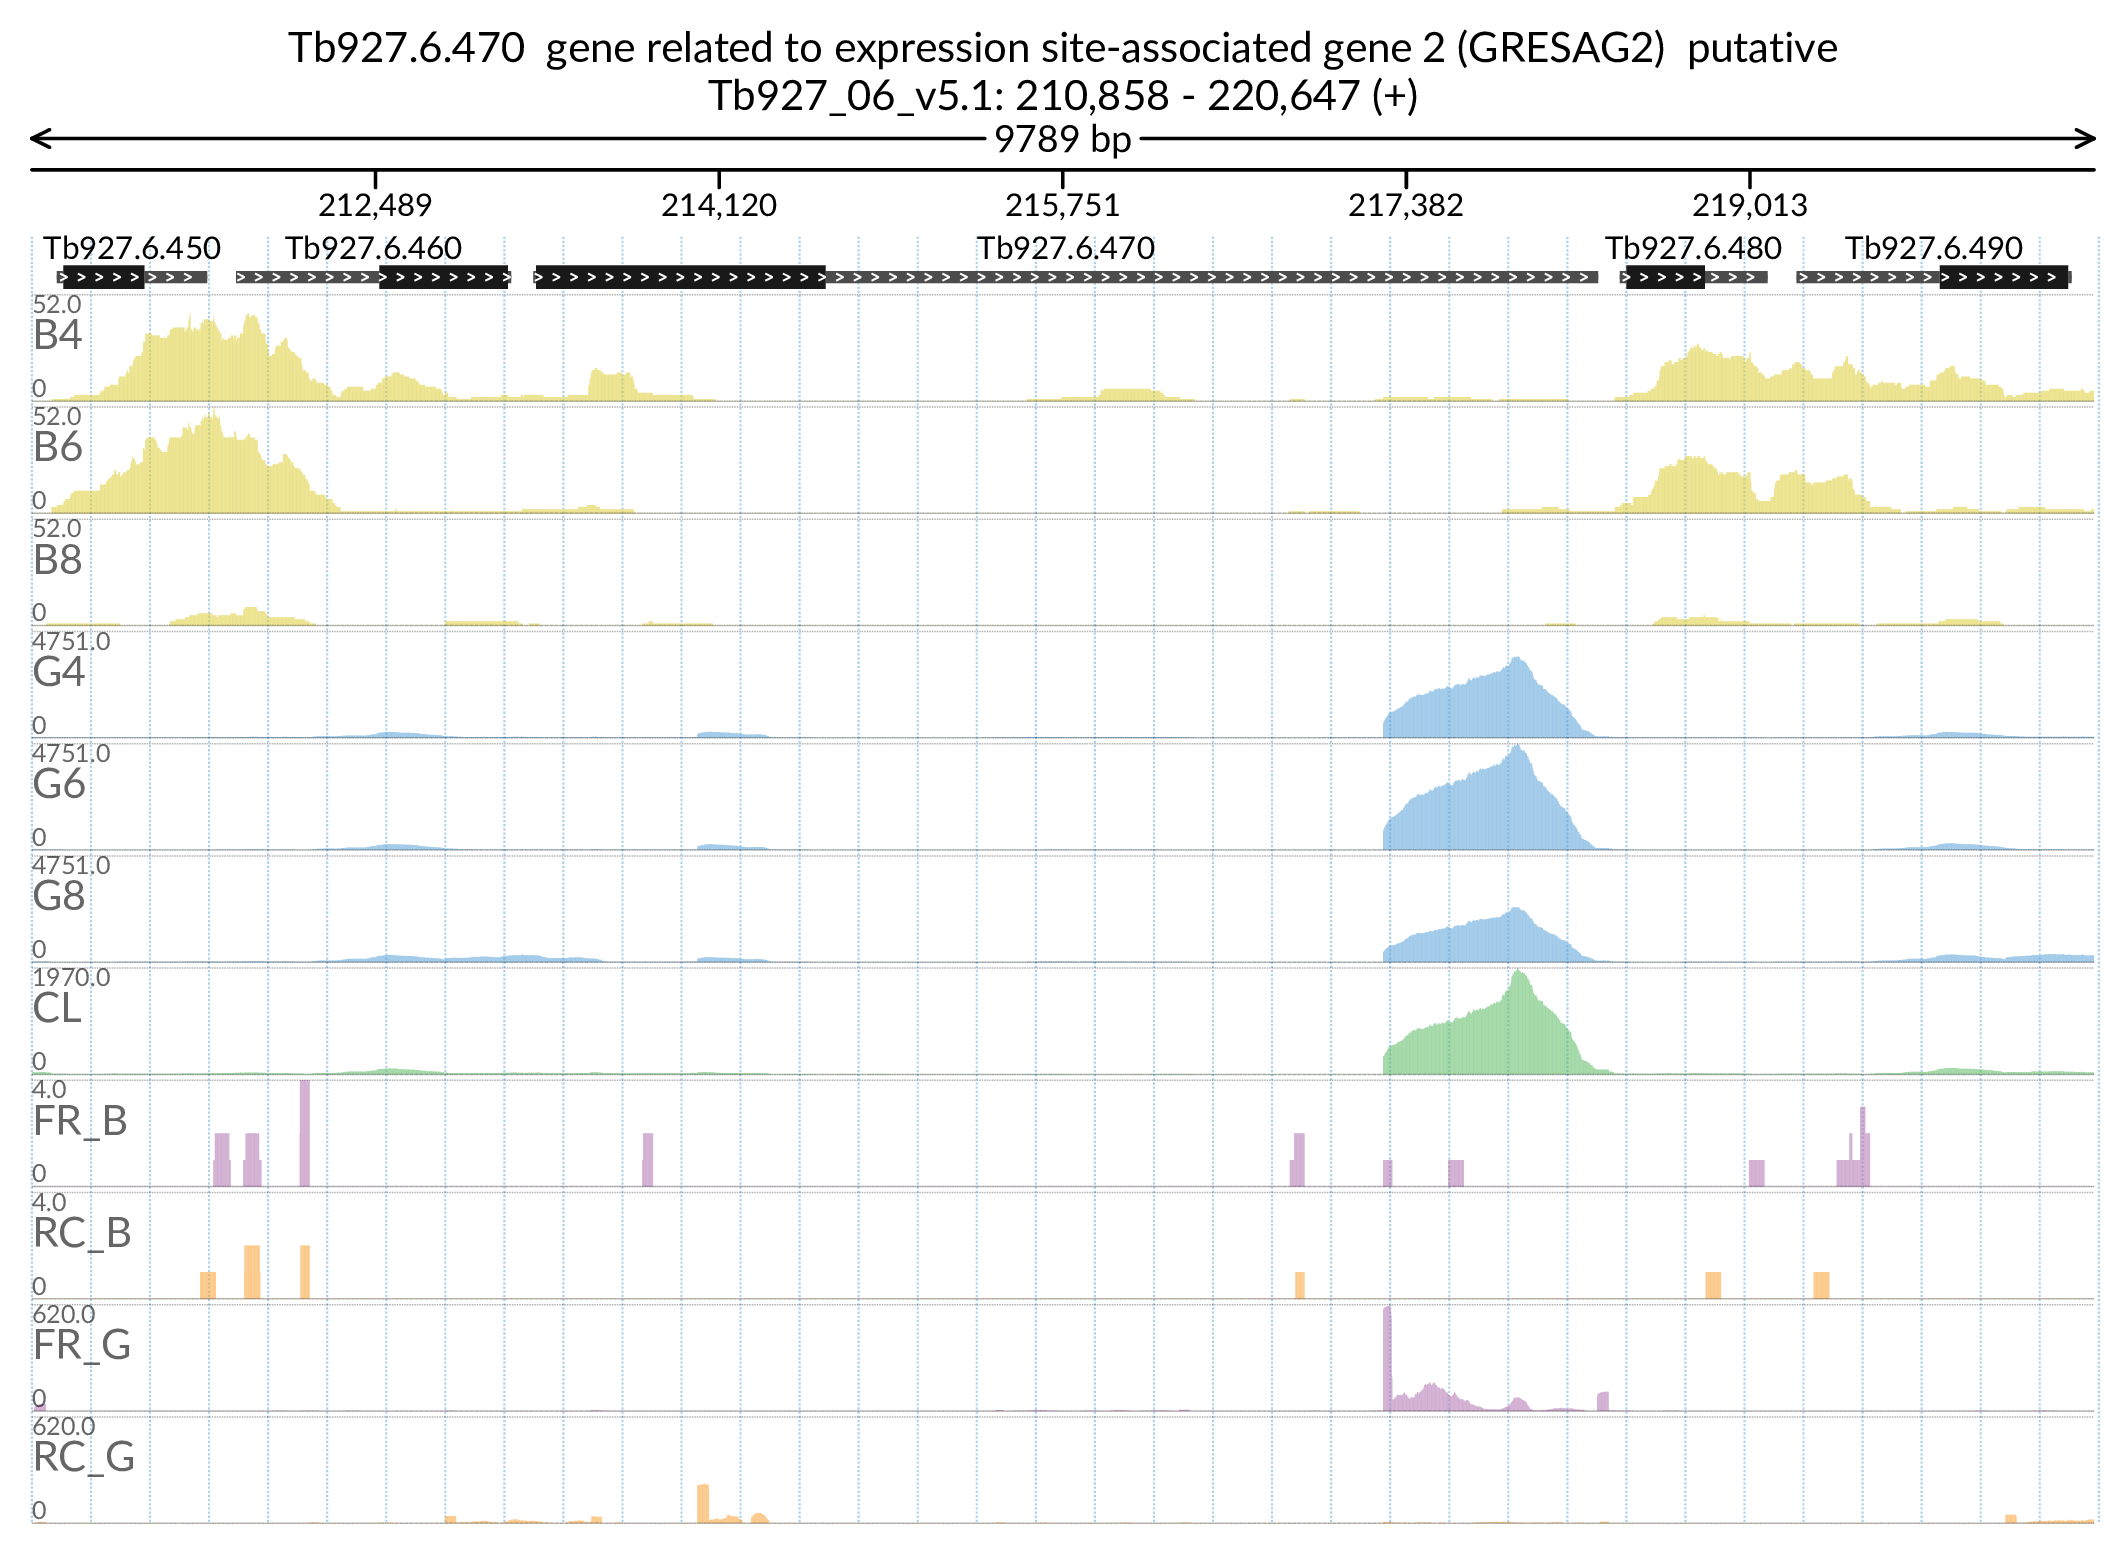 Tb927.6.470 gene related to expression site-associated gene 2 (GRESAG2) putative
Tb927_06_v5.1: 210,858 - 220,647 (+)
9789 bp
212,489 214,120 215,751 217,382 219,013
Tb927.6.450 Tb927.6.460 Tb927.6.470 Tb927.6.480 Tb927.6.490
52.0
B4
0
52.0
B6
0
52.0
B8
0
4751.0
G4
0
4751.0
G6
0
4751.0
G8
0
1970.0
CL
0
4.0
FR_B
0
4.0
RC_B
0
620.0
FR_G
0
620.0
RC_G
0